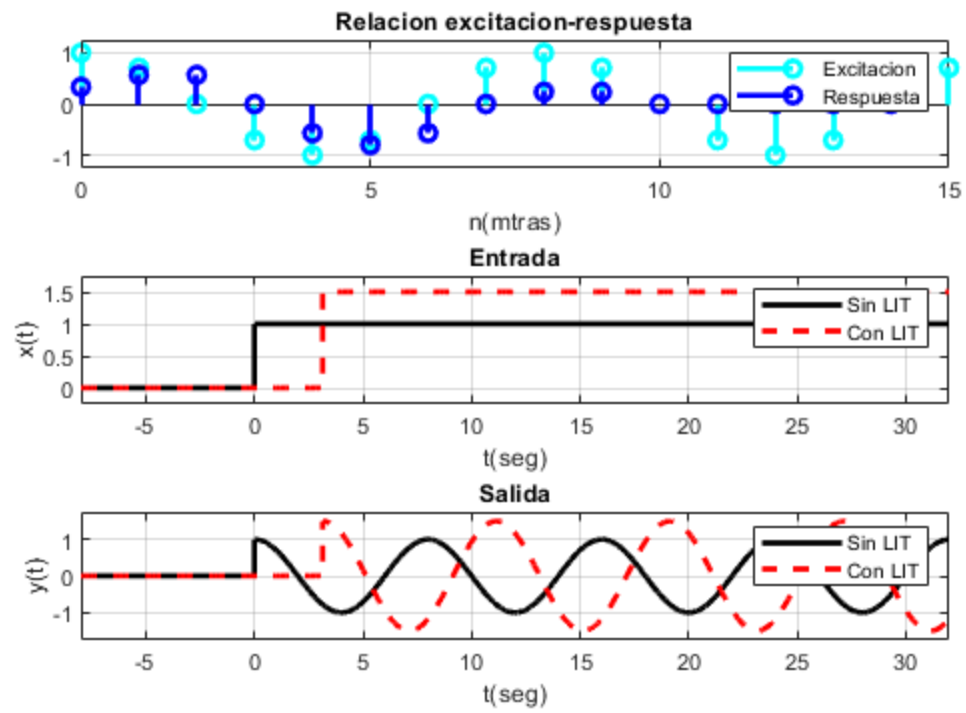 Relacion excitacion-respuesta
1
0
-1
Excitacion
Respuesta
0 5 10 15
n(mtras)
Entrada
x(t)
1.5
1
0.5
0
Sin LIT
Con LIT
-5 0 5 10 15 20 25 30
t(seg)
Salida
y(t)
1
0
-1
Sin LIT
Con LIT
-5 0 5 10 15 20 25 30
t(seg)